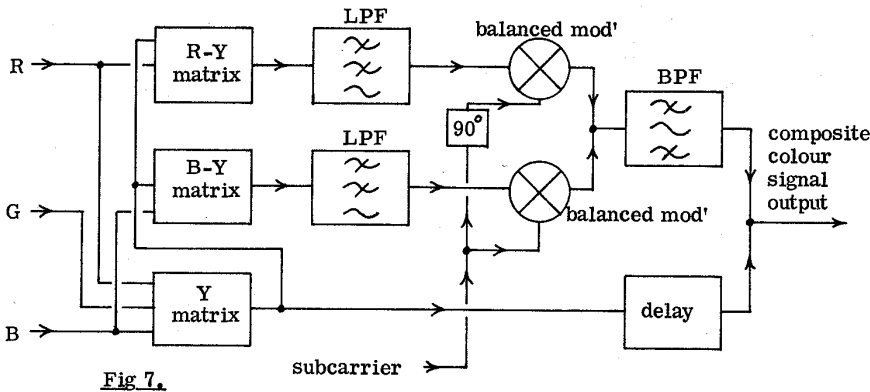 LPF
balanced mod'
R
R-Y
matrix
BPF
90°
LPF
composite
colour
signal
output
B-Y
matrix
G
balanced mod'
Y
matrix
delay
B
subcarrier
Fig 7.